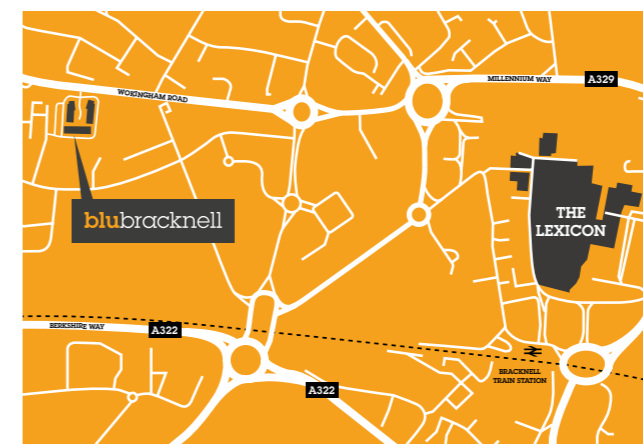 MILLENNIUM WAY
A329
WOKINGHAM ROAD
blubracknell
THE
LEXICON
BERKSHIRE WAY
A322
BRACKNELL
TRAIN STATION
A322